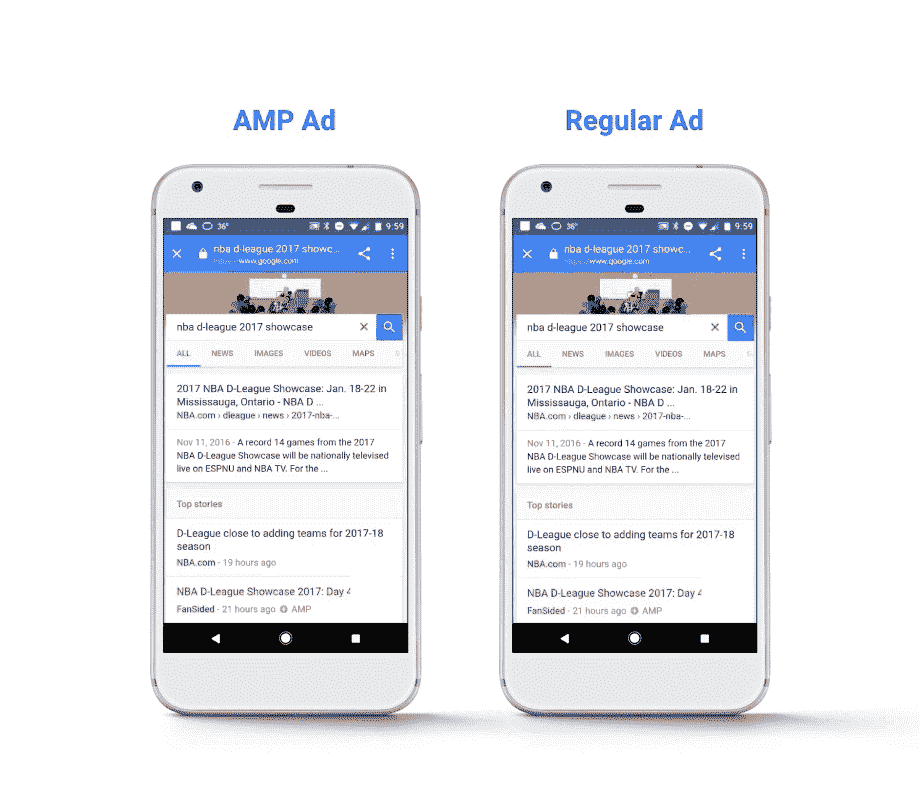 AMP Ad
Regular Ad
36°
9:59
nba d-league 2017 showc...
www.google.com
nba d-league 2017 showcase
ALL NEWS IMAGES VIDEOS MAPS
2017 NBA D-League Showcase: Jan. 18-22 in
Mississauga, Ontario - NBA D ...
NBA.com › dleague › news › 2017-nba-...
Nov 11, 2016 - A record 14 games from the 2017
NBA D-League Showcase will be nationally televised
live on ESPNU and NBA TV. For the ...
Top stories
D-League close to adding teams for 2017-18
season
NBA.com - 19 hours ago
NBA D-League Showcase 2017: Day 4
FanSided - 21 hours ago AMP
36°
9:59
nba d-league 2017 showc...
www.google.com
nba d-league 2017 showcase
ALL NEWS IMAGES VIDEOS MAPS
2017 NBA D-League Showcase: Jan. 18-22 in
Mississauga, Ontario - NBA D ...
NBA.com › dleague › news › 2017-nba-...
Nov 11, 2016 - A record 14 games from the 2017
NBA D-League Showcase will be nationally televised
live on ESPNU and NBA TV. For the ...
Top stories
D-League close to adding teams for 2017-18
season
NBA.com - 19 hours ago
NBA D-League Showcase 2017: Day 4
FanSided - 21 hours ago AMP